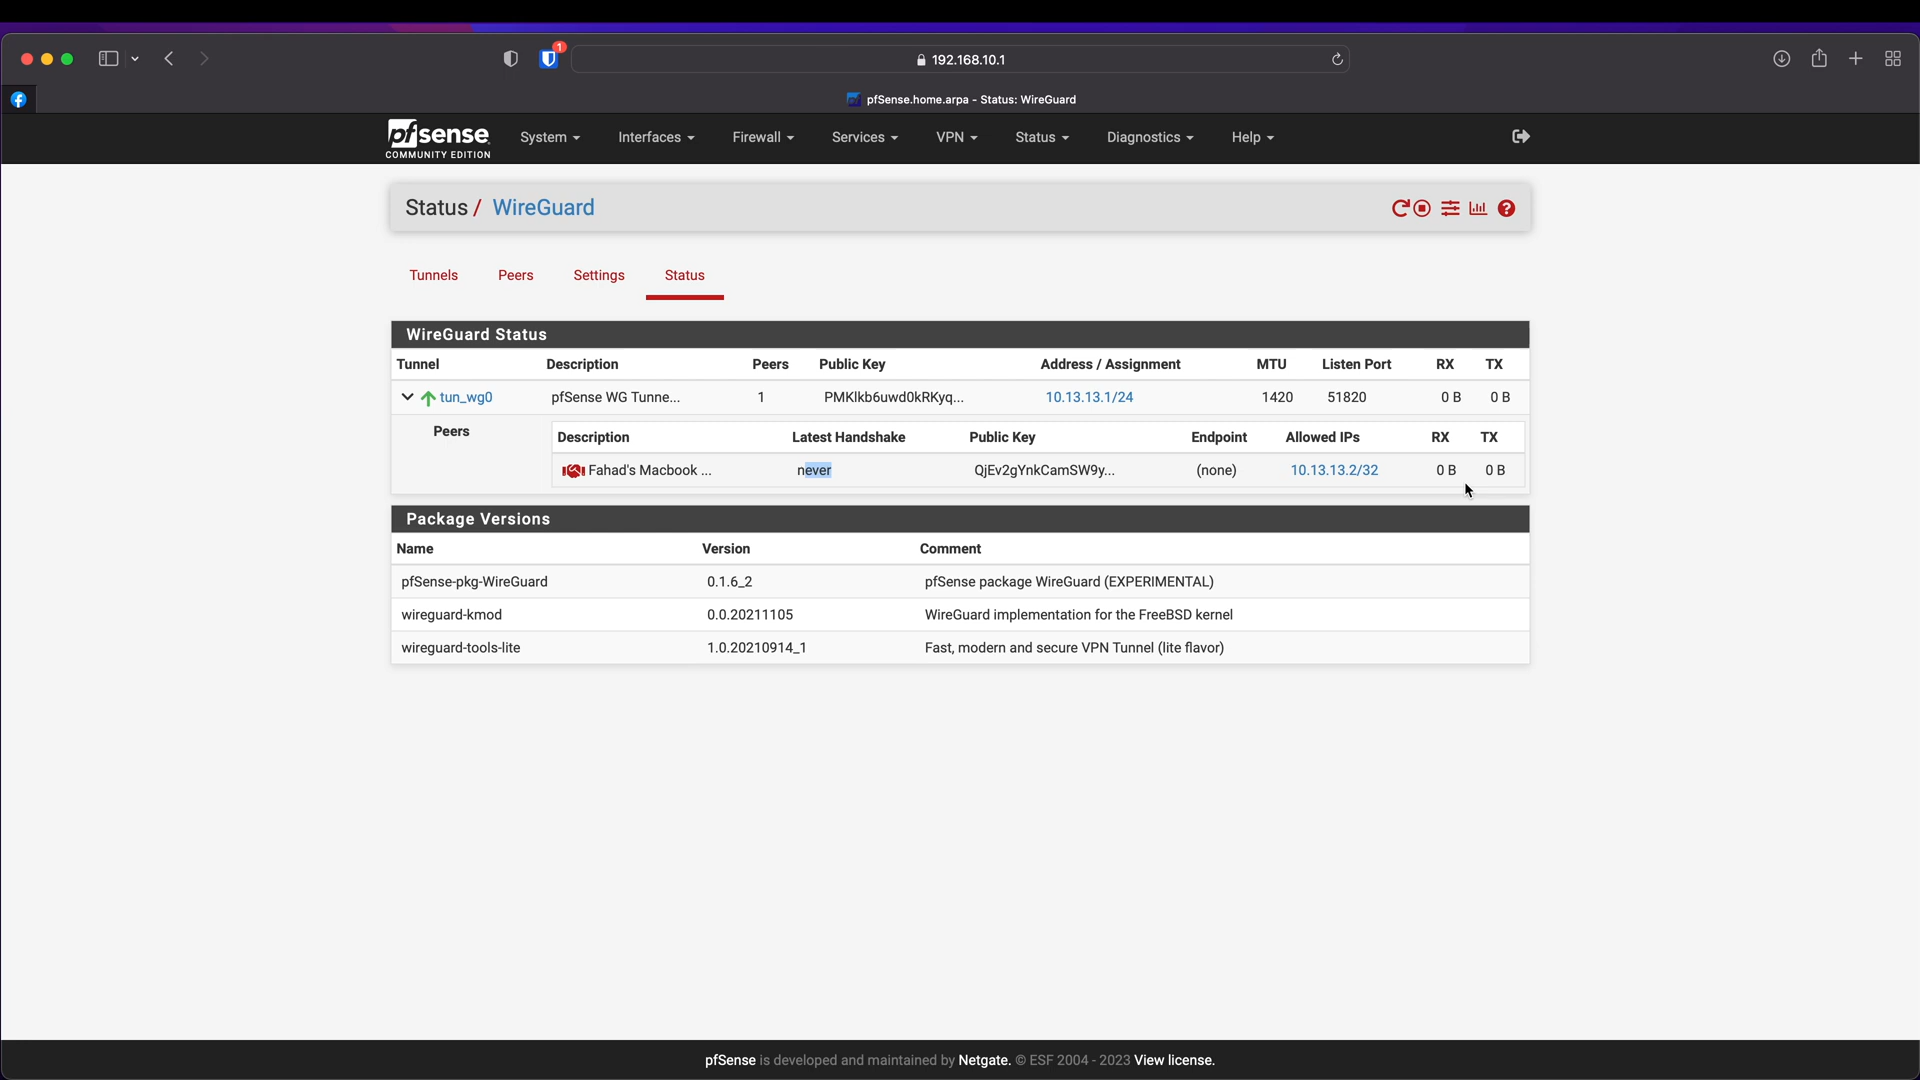 1
192.168.10.1
pfSense.home.arpa - Status: WireGuard
pfsense
COMMUNITY EDITION
System Interfaces Firewall Services VPN Status Diagnostics Help
Status / WireGuard
Tunnels Peers Settings Status
WireGuard Status
Tunnel Description Peers Public Key Address / Assignment MTU Listen Port RX TX
tun_wg0 pfSense WG Tunne... 1 PMKlkb6uwd0kRKyq... 10.13.13.1/24 1420 51820 0 B 0 B
Peers
Description Latest Handshake Public Key Endpoint Allowed IPs RX TX
Fahad's Macbook ... never QjEv2gYnkCamSW9y... (none) 10.13.13.2/32 0 B 0 B
Package Versions
Name Version Comment
pfSense-pkg-WireGuard 0.1.6_2 pfSense package WireGuard (EXPERIMENTAL)
wireguard-kmod 0.0.20211105 WireGuard implementation for the FreeBSD kernel
wireguard-tools-lite 1.0.20210914_1 Fast, modern and secure VPN Tunnel (lite flavor)
pfSense is developed and maintained by Netgate. © ESF 2004 - 2023 View license.